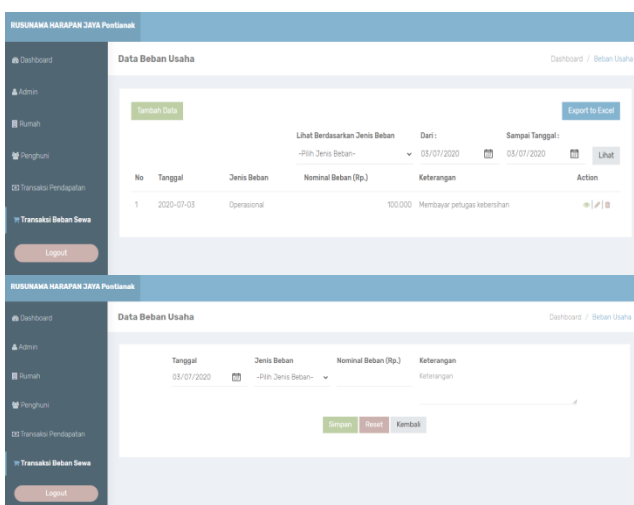 RUSUNAWA HARAPAN JAYA Pontianak
Dashboard
Data Beban Usaha
Dashboard / Beban Usaha
Admin
Tambah Data
Export to Excel
Rumah
Lihat Berdasarkan Jenis Beban Dari : Sampai Tanggal :
Penghuni
-Pilih Jenis Beban- 03/07/2020 03/07/2020 Lihat
No Tanggal Jenis Beban Nominal Beban (Rp.) Keterangan Action
Transaksi Pendapatan
1 2020-07-03 Operasional 100.000 Membayar petugas kebersihan
Transaksi Beban Sewa
Logout
RUSUNAWA HARAPAN JAYA Pontianak
Dashboard
Data Beban Usaha
Dashboard / Beban Usaha
Admin
Tanggal Jenis Beban Nominal Beban (Rp.) Keterangan
03/07/2020 -Pilih Jenis Beban- Keterangan
Rumah
Penghuni
Simpan Reset Kembali
Transaksi Pendapatan
Transaksi Beban Sewa
Logout